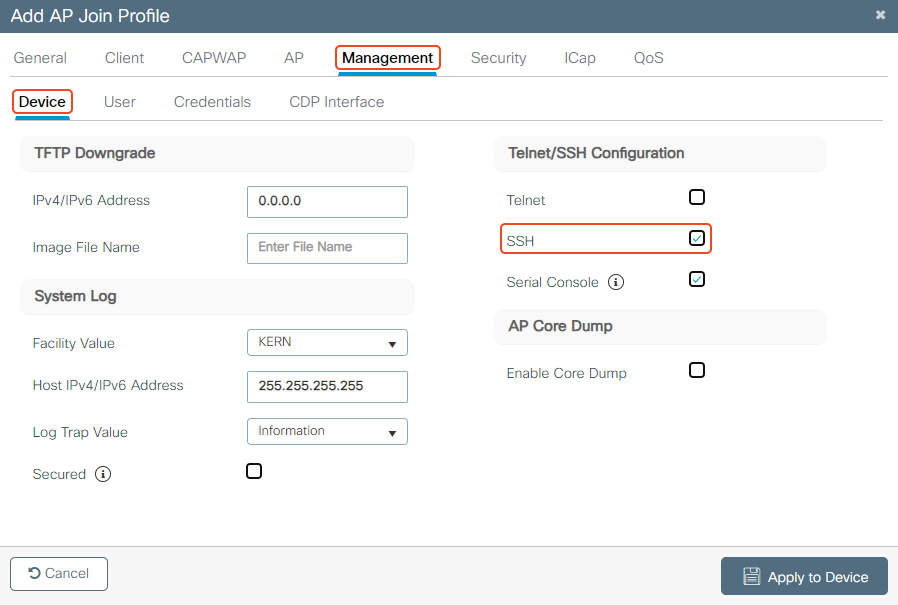 Add AP Join Profile
General Client CAPWAP AP Management Security ICap QoS
Device User Credentials CDP Interface
TFTP Downgrade
IPv4/IPv6 Address 0.0.0.0
Image File Name Enter File Name
System Log
Facility Value KERN
Host IPv4/IPv6 Address 255.255.255.255
Log Trap Value Information
Secured
Telnet/SSH Configuration
Telnet
SSH
Serial Console
AP Core Dump
Enable Core Dump
Cancel
Apply to Device